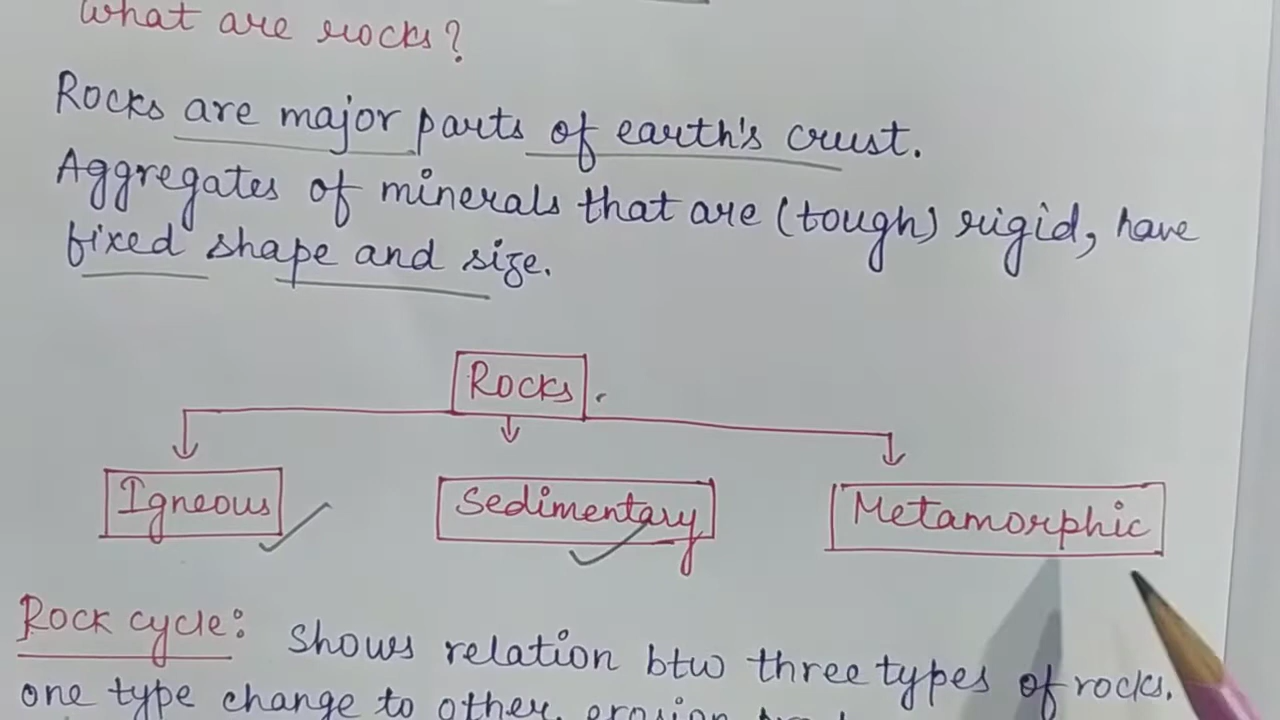 What are rocks?
Rocks are major parts of earth's crust.
Aggregates of minerals that are (tough) rigid, have
fixed shape and size.
Rocks
Igneous
Sedimentary
Metamorphic
Rock cycle: shows relation btw three types of rocks.
one type change to other, erosion